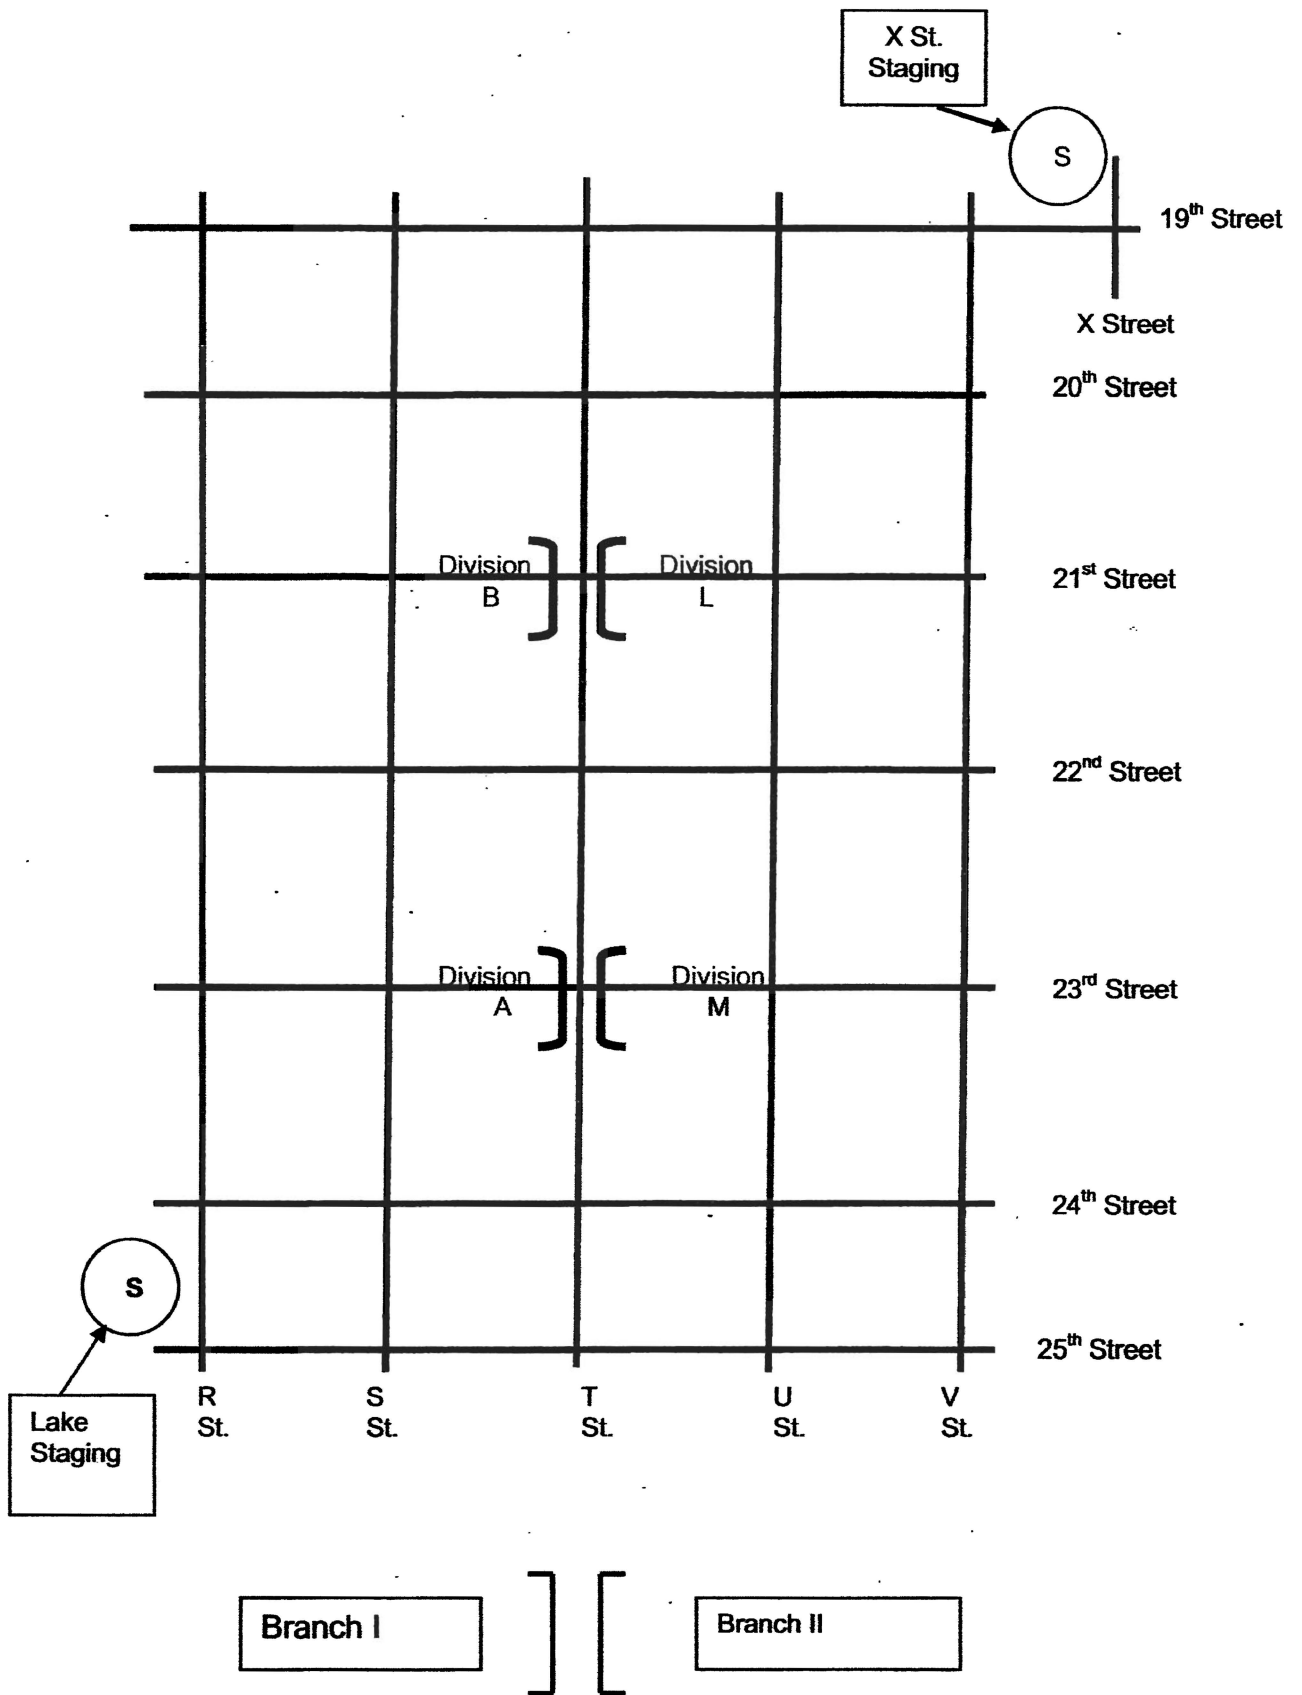 X St.
Staging
S
19th Street
X Street
20th Street
Division
B
Division
L
21st Street
22nd Street
Division
A
Division
M
23rd Street
24th Street
S
25th Street
R
St.
S
St.
T
St.
U
St.
V
St.
Lake
Staging
Branch I
Branch II